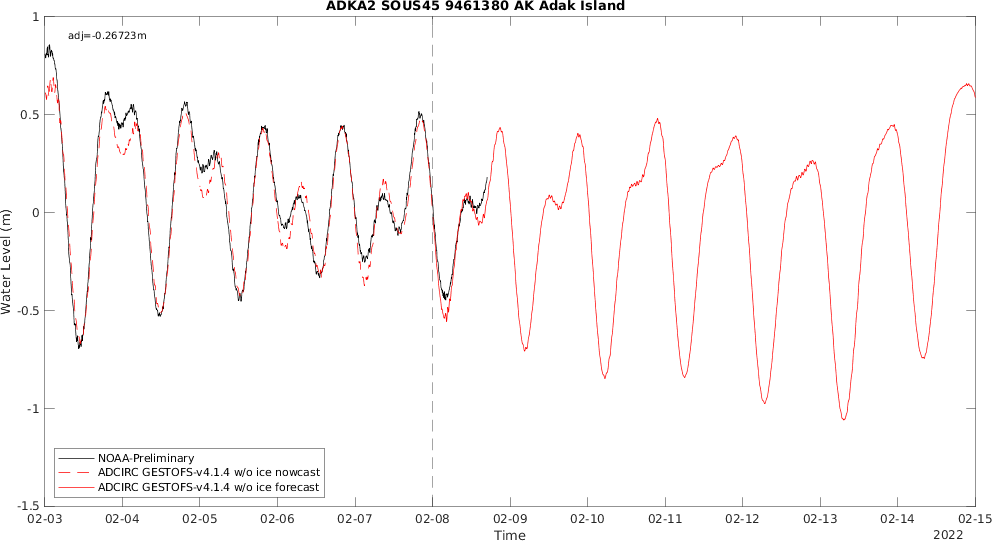 ADKA2 SOUS45 9461380 AK Adak Island
adj=-0.26723m
1
0.5
0
-0.5
-1
-1.5
Water Level (m)
NOAA-Preliminary
ADCIRC GESTOFS-v4.1.4 w/o ice nowcast
ADCIRC GESTOFS-v4.1.4 w/o ice forecast
02-03 02-04 02-05 02-06 02-07 02-08 02-09 02-10 02-11 02-12 02-13 02-14 02-15
Time
2022